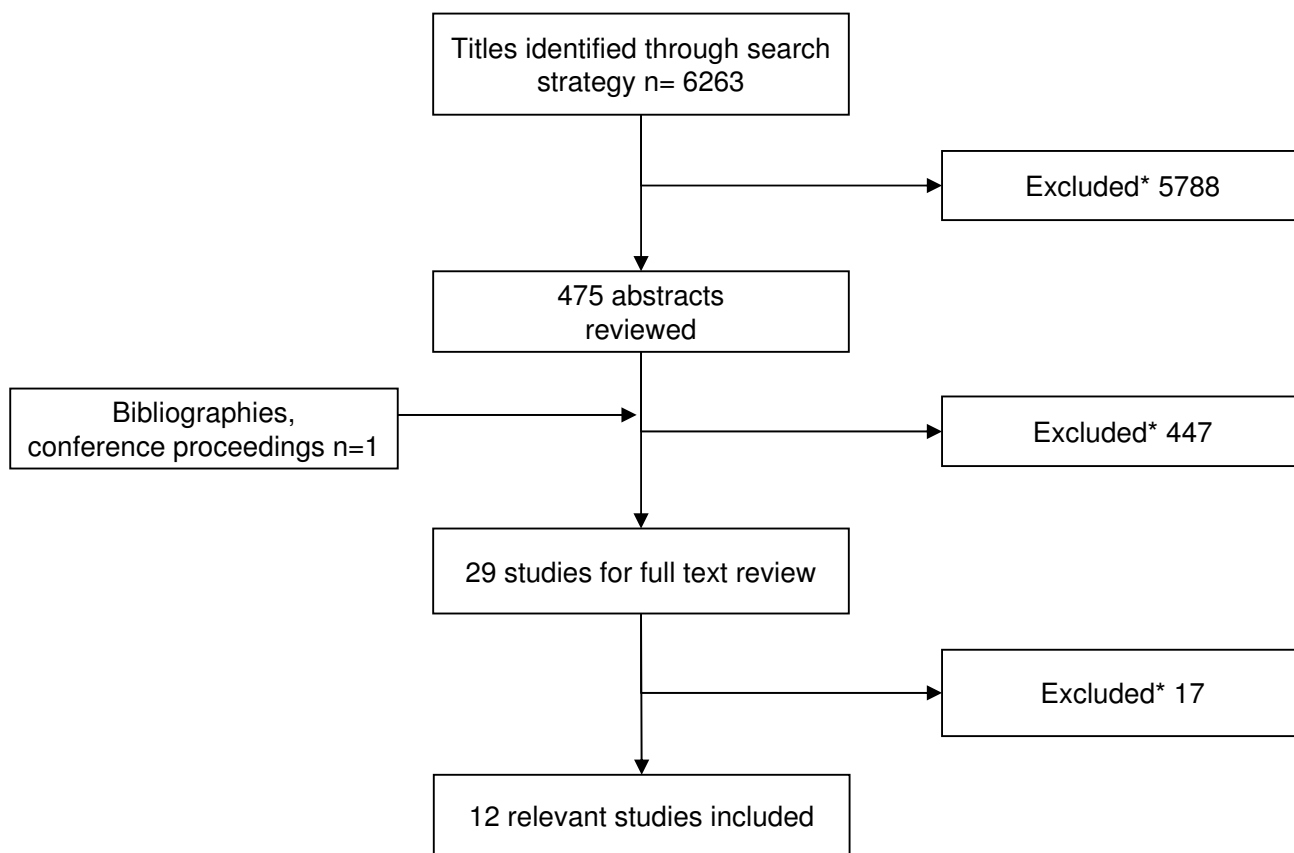 Titles identified through search
strategy n= 6263
Excluded* 5788
475 abstracts
reviewed
Bibliographies,
conference proceedings n=1
Excluded* 447
29 studies for full text review
Excluded* 17
12 relevant studies included